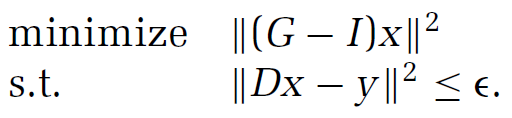 minimize ‖(G − I)x‖²
s.t. ‖Dx − y‖² ≤ ϵ.